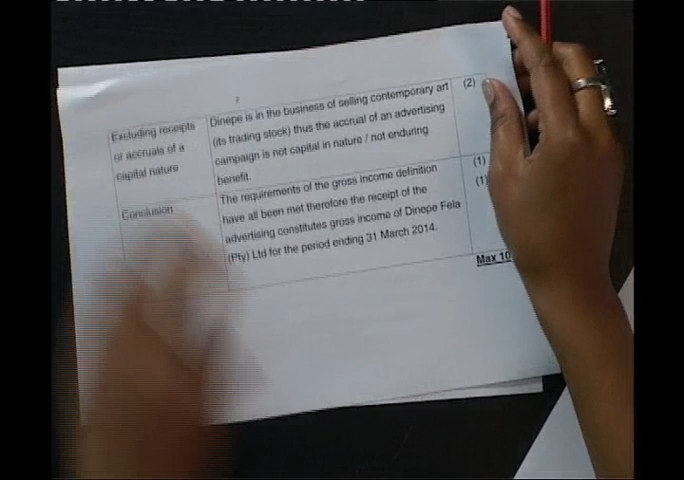 Excluding receipts
or accruals of a
capital nature
Dinepe is in the business of selling contemporary art
(its trading stock) thus the accrual of an advertising
campaign is not capital in nature / not enduring
benefit.
(2)
Conclusion
The requirements of the gross income definition
have all been met therefore the receipt of the
advertising constitutes gross income of Dinepe Fela
(Pty) Ltd for the period ending 31 March 2014.
(1)
(1)
Max 10